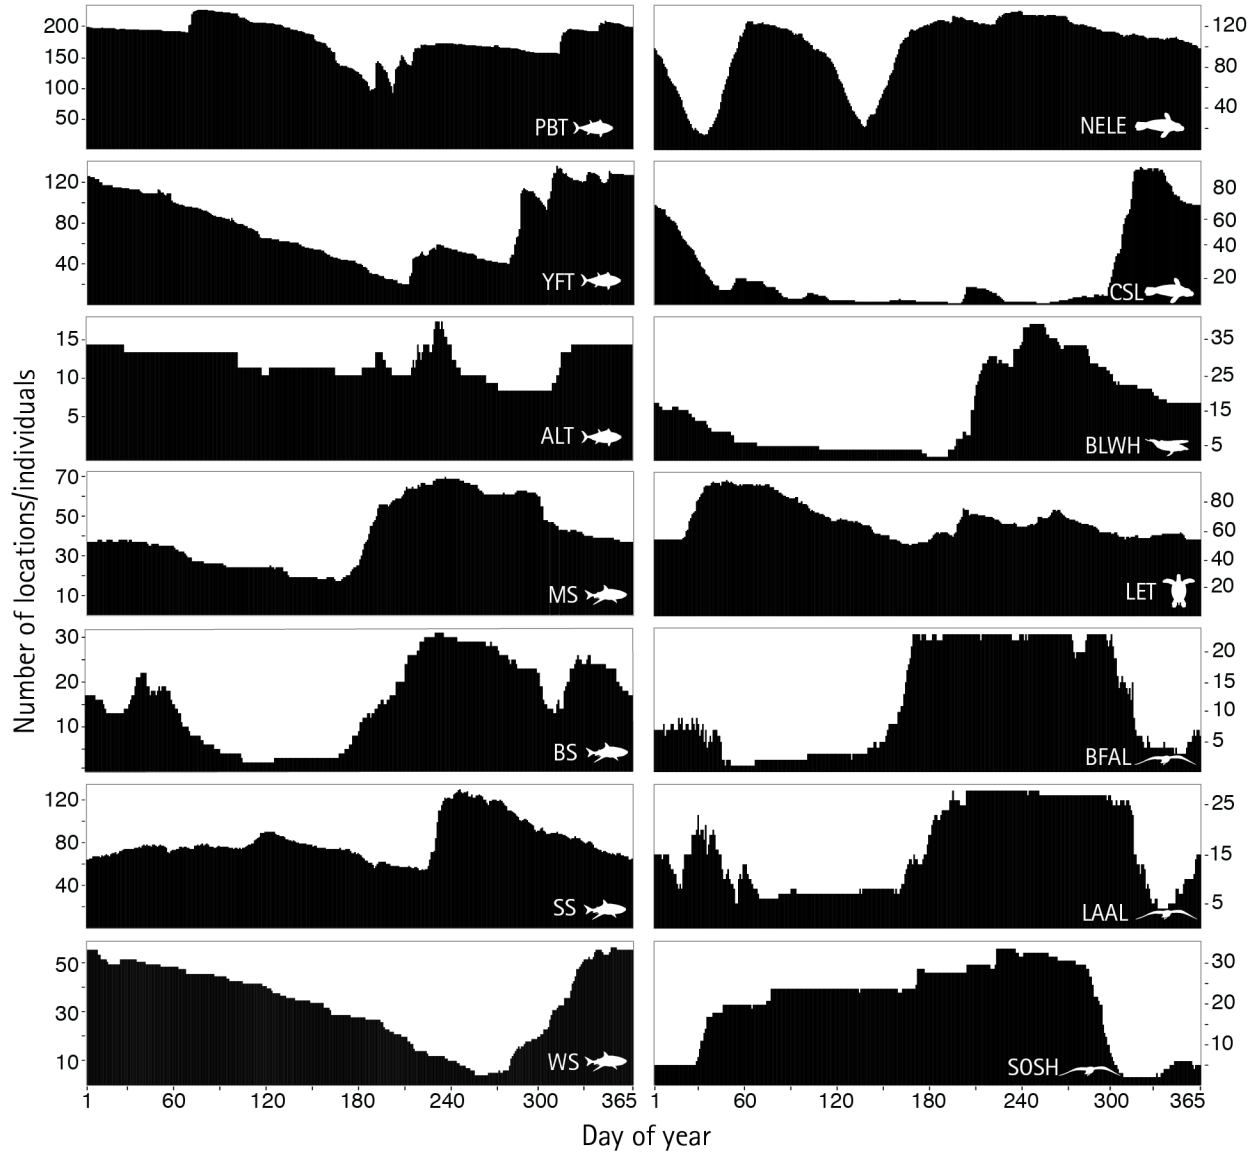 200
150
100
50
PBT
120
80
40
NELE
120
80
40
YFT
80
60
40
20
CSL
15
10
5
ALT
35
25
15
5
BLWH
70
50
30
10
MS
80
60
40
20
LET
30
20
10
BS
20
15
10
5
BFAL
120
80
40
SS
25
15
5
LAAL
50
30
10
WS
30
20
10
SOSH
1 60 120 180 240 300 365
1 60 120 180 240 300 365
Number of locations/individuals
Day of year